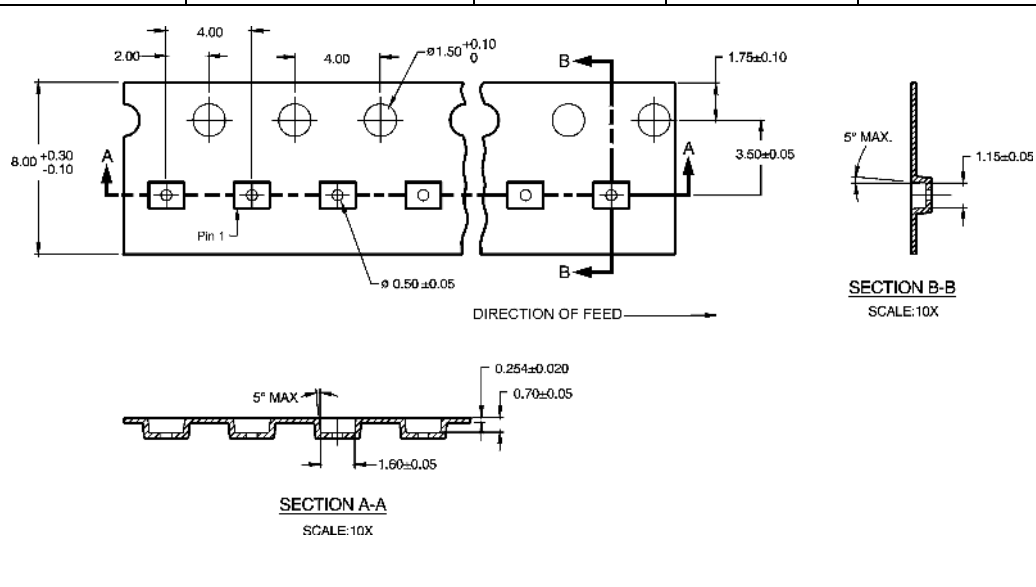 4.00
2.00
4.00
ø1.50 +0.10
0
B
1.75±0.10
8.00 +0.30
-0.10
A
A
3.50±0.05
5° MAX.
1.15±0.05
Pin 1
ø 0.50±0.05
B
DIRECTION OF FEED
SECTION B-B
SCALE:10X
0.254±0.020
5° MAX
0.70±0.05
1.60±0.05
SECTION A-A
SCALE:10X